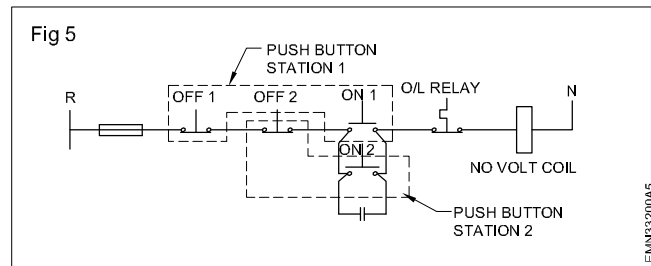 Fig 5
PUSH BUTTON
STATION 1
R
OFF 1
OFF 2
ON 1
O/L RELAY
N
ON 2
NO VOLT COIL
PUSH BUTTON
STATION 2
EMN33200A5